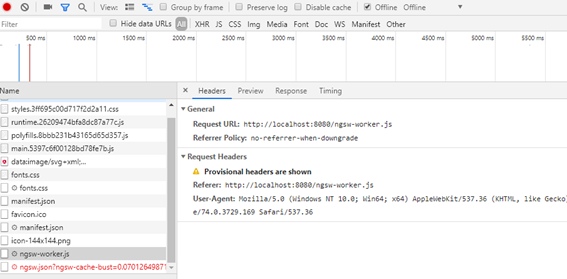 View: Group by frame Preserve log Disable cache Offline Offline
Filter Hide data URLs All XHR JS CSS Img Media Font Doc WS Manifest Other
500 ms 1000 ms 1500 ms 2000 ms 2500 ms 3000 ms 3500 ms 4000 ms 4500 ms 5000 ms 5500 ms
Name
styles.3ff695c00d717f2d2a11.css
runtime.26209474bfa8dc87a77c.js
polyfills.8bbb231b43165d65d357.js
main.5397c6f00128bd78fe7b.js
data:image/svg+xml;...
fonts.css
fonts.css
manifest.json
favicon.ico
manifest.json
icon-144x144.png
ngsw-worker.js
ngsw.json?ngsw-cache-bust=0.07012649871
Headers Preview Response Timing
General
Request URL: http://localhost:8080/ngsw-worker.js
Referrer Policy: no-referrer-when-downgrade
Request Headers
Provisional headers are shown
Referer: http://localhost:8080/ngsw-worker.js
User-Agent: Mozilla/5.0 (Windows NT 10.0; Win64; x64) AppleWebKit/537.36 (KHTML, like Gecko)
e/74.0.3729.169 Safari/537.36